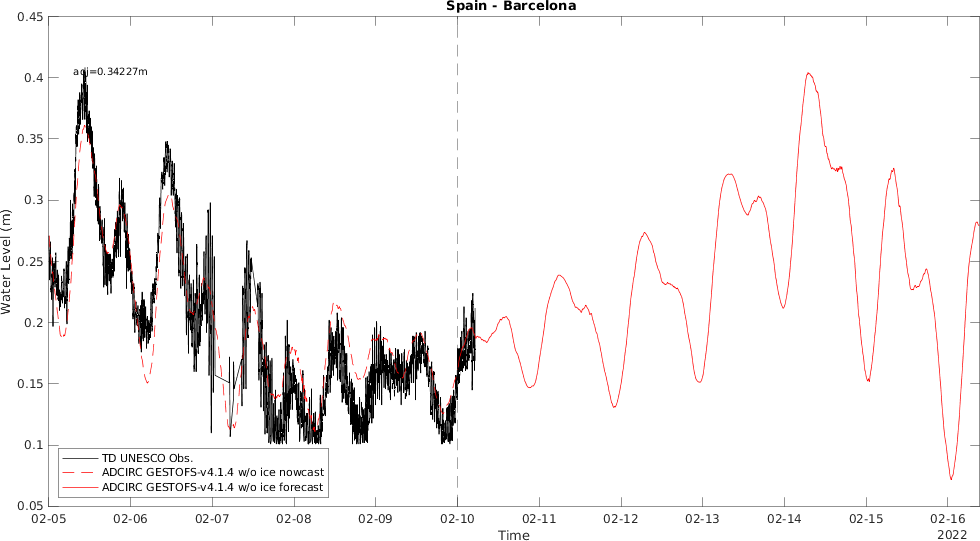 Spain - Barcelona
0.45
0.4
0.35
0.3
0.25
0.2
0.15
0.1
0.05
Water Level (m)
adj=0.34227m
TD UNESCO Obs.
ADCIRC GESTOFS-v4.1.4 w/o ice nowcast
ADCIRC GESTOFS-v4.1.4 w/o ice forecast
02-05 02-06 02-07 02-08 02-09 02-10 02-11 02-12 02-13 02-14 02-15 02-16
Time
2022